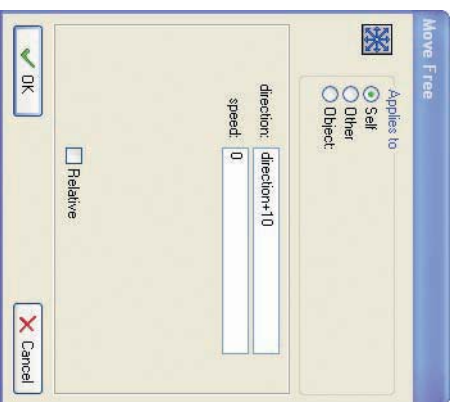 Move Free
Applies to
Self
Other
Object:
direction: direction+10
speed: 0
Relative
OK
Cancel